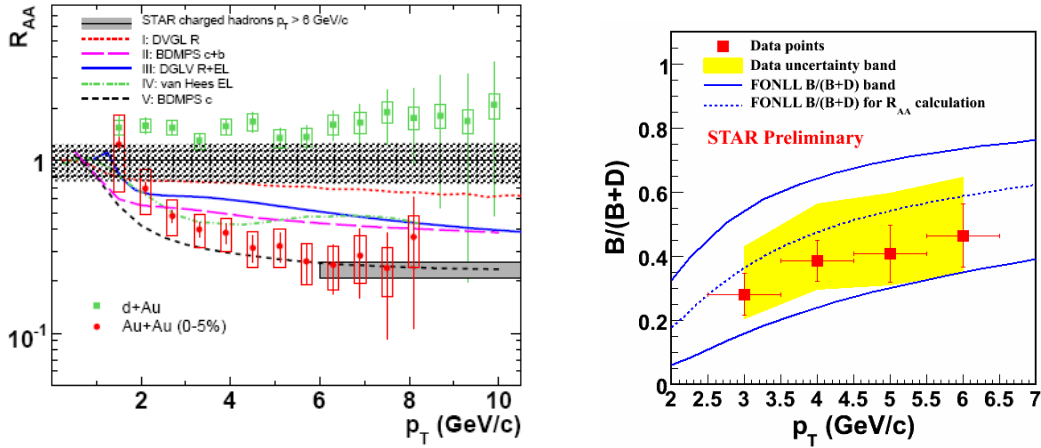 R_AA
STAR charged hadrons p_T > 6 GeV/c
I: DVGL R
II: BDMPS c+b
III: DGLV R+EL
IV: van Hees EL
V: BDMPS c
1
10^-1
d+Au
Au+Au (0-5%)
0 2 4 6 8 10
p_T (GeV/c)
B/(B+D)
1
0.8
0.6
0.4
0.2
0
Data points
Data uncertainty band
FONLL B/(B+D) band
FONLL B/(B+D) for R_AA calculation
STAR Preliminary
2 2.5 3 3.5 4 4.5 5 5.5 6 6.5 7
p_T (GeV/c)